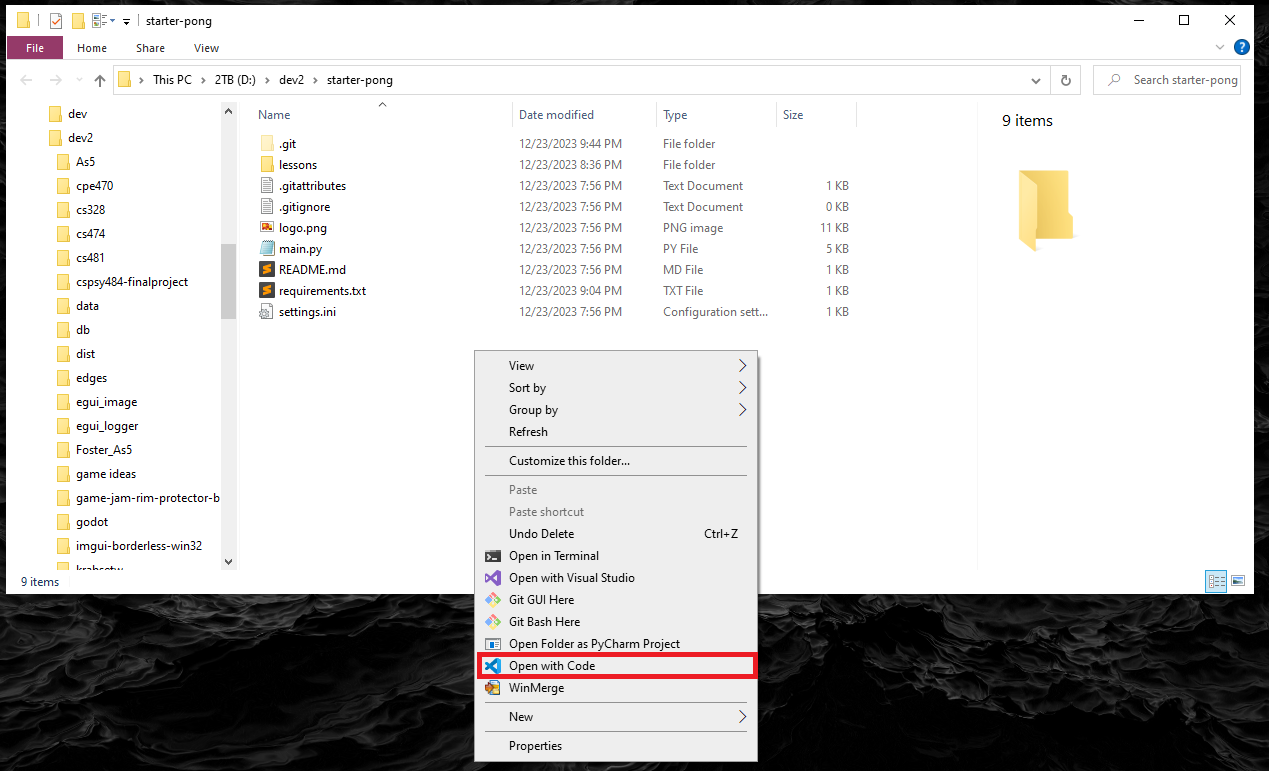 starter-pong
File Home Share View
This PC > 2TB (D:) > dev2 > starter-pong
Search starter-pong
dev
dev2
As5
cpe470
cs328
cs474
cs481
cspsy484-finalproject
data
db
dist
edges
egui_image
egui_logger
Foster_As5
game ideas
game-jam-rim-protector-b
godot
imgui-borderless-win32
Name Date modified Type Size
.git 12/23/2023 9:44 PM File folder
lessons 12/23/2023 8:36 PM File folder
.gitattributes 12/23/2023 7:56 PM Text Document 1 KB
.gitignore 12/23/2023 7:56 PM Text Document 0 KB
logo.png 12/23/2023 7:56 PM PNG image 11 KB
main.py 12/23/2023 7:56 PM PY File 5 KB
README.md 12/23/2023 7:56 PM MD File 1 KB
requirements.txt 12/23/2023 9:04 PM TXT File 1 KB
settings.ini 12/23/2023 7:56 PM Configuration sett... 1 KB
9 items
View
Sort by
Group by
Refresh
Customize this folder...
Paste
Paste shortcut
Undo Delete Ctrl+Z
Open in Terminal
Open with Visual Studio
Git GUI Here
Git Bash Here
Open Folder as PyCharm Project
Open with Code
WinMerge
New
Properties
9 items